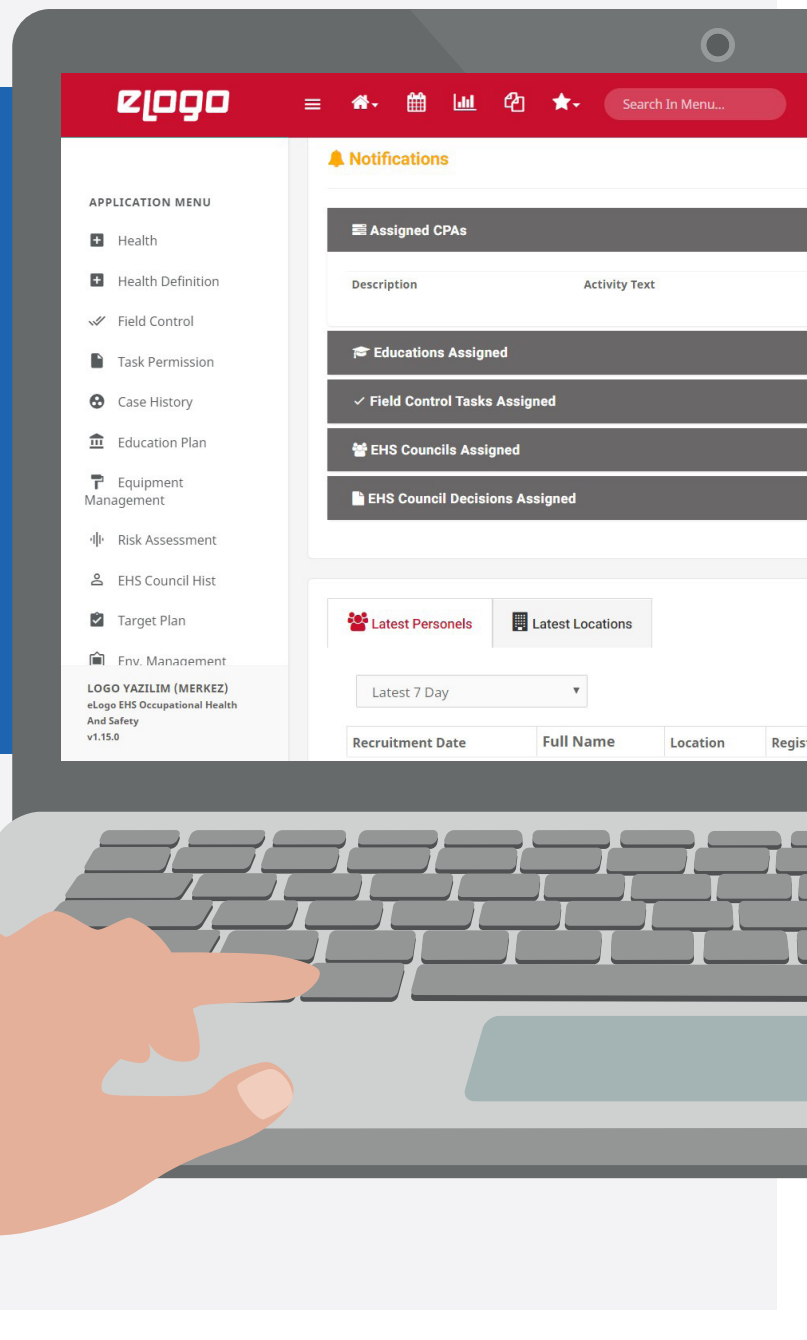 eLOGO
Search In Menu...
Notifications
APPLICATION MENU
Health
Health Definition
Field Control
Task Permission
Case History
Education Plan
Equipment
Management
Risk Assessment
EHS Council Hist
Target Plan
Env. Management
LOGO YAZILIM (MERKEZ)
eLogo EHS Occupational Health
And Safety
v1.15.0
Assigned CPAs
Description Activity Text
Educations Assigned
Field Control Tasks Assigned
EHS Councils Assigned
EHS Council Decisions Assigned
Latest Personels Latest Locations
Latest 7 Day
Recruitment Date Full Name Location